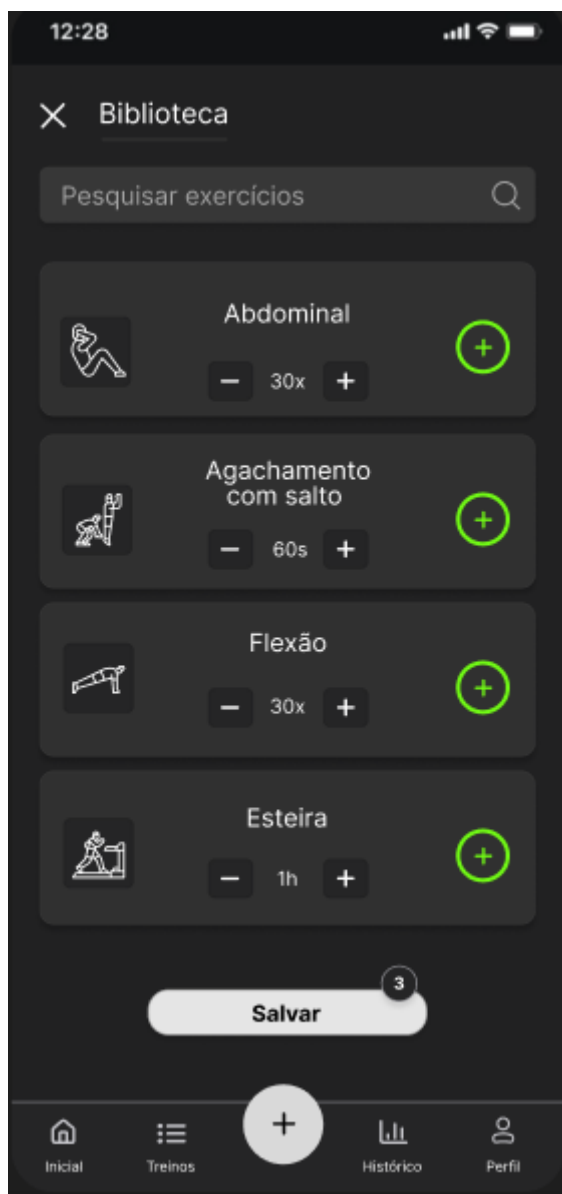 12:28
Biblioteca
Pesquisar exercícios
Abdominal
30x
Agachamento
com salto
60s
Flexão
30x
Esteira
1h
3
Salvar
Inicial
Treinos
Histórico
Perfil